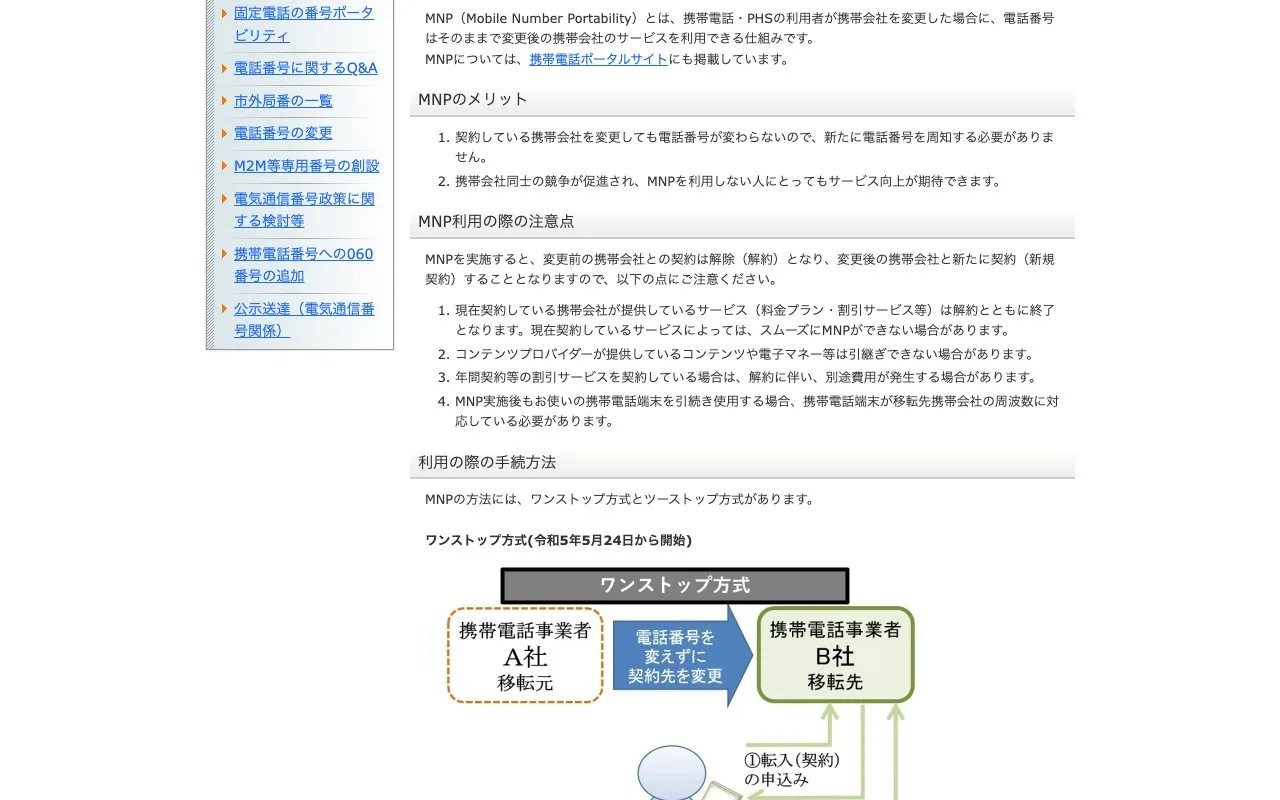 固定電話の番号ポータ
ビリティ
電話番号に関するQ&A
市外局番の一覧
電話番号の変更
M2M等専用番号の創設
電気通信番号政策に関
する検討等
携帯電話番号への060
番号の追加
公示送達（電気通信番
号関係）
MNP（Mobile Number Portability）とは、携帯電話・PHSの利用者が携帯会社を変更した場合に、電話番号
はそのままで変更後の携帯会社のサービスを利用できる仕組みです。
MNPについては、携帯電話ポータルサイトにも掲載しています。
MNPのメリット
1. 契約している携帯会社を変更しても電話番号が変わらないので、新たに電話番号を周知する必要がありま
せん。
2. 携帯会社同士の競争が促進され、MNPを利用しない人にとってもサービス向上が期待できます。
MNP利用の際の注意点
MNPを実施すると、変更前の携帯会社との契約は解除（解約）となり、変更後の携帯会社と新たに契約（新規
契約）することとなりますので、以下の点にご注意ください。
1. 現在契約している携帯会社が提供しているサービス（料金プラン・割引サービス等）は解約とともに終了
となります。現在契約しているサービスによっては、スムーズにMNPができない場合があります。
2. コンテンツプロバイダーが提供しているコンテンツや電子マネー等は引継ぎできない場合があります。
3. 年間契約等の割引サービスを契約している場合は、解約に伴い、別途費用が発生する場合があります。
4. MNP実施後もお使いの携帯電話端末を引続き使用する場合、携帯電話端末が移転先携帯会社の周波数に対
応している必要があります。
利用の際の手続方法
MNPの方法には、ワンストップ方式とツーストップ方式があります。
ワンストップ方式(令和5年5月24日から開始)
ワンストップ方式
携帯電話事業者
A社
移転元
電話番号を
変えずに
契約先を変更
携帯電話事業者
B社
移転先
①転入(契約)
の申込み